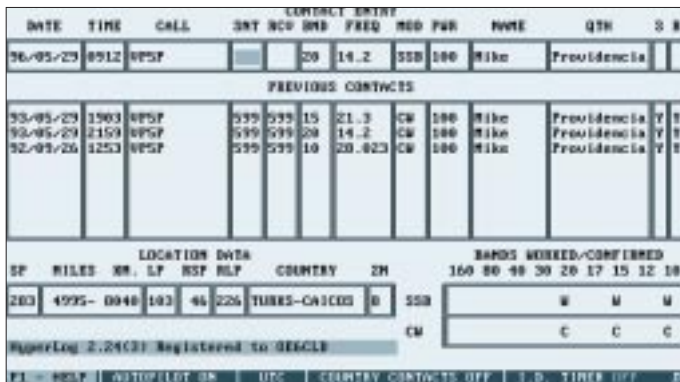 CONTACT ENTRY
DATE TIME CALL SNT RCV BND FREQ MOD PWR NAME QTH S R
96/05/29 0912 VP5P 20 14.2 SSB 100 Mike Providencia
PREVIOUS CONTACTS
93/05/29 1903 VP5P 599 599 15 21.3 CW 100 Mike Providencia Y Y
93/05/29 2159 VP5P 599 599 20 14.2 CW 100 Mike Providencia Y Y
92/09/26 1253 VP5P 599 599 10 28.023 CW 100 Mike Providencia Y Y
LOCATION DATA BANDS WORKED/CONFIRMED
SP MILES KM. LP RSP RLP COUNTRY ZN 160 80 40 30 20 17 15 12 10
283 4995- 8040 103 46 226 TURKS-CAICOS 8 SSB W W W
CW C C C
HyperLog 2.24(3) Registered to
F1 - HELP AUTOPILOT ON UTC COUNTRY CONTACTS OFF I.D. TIMER OFF